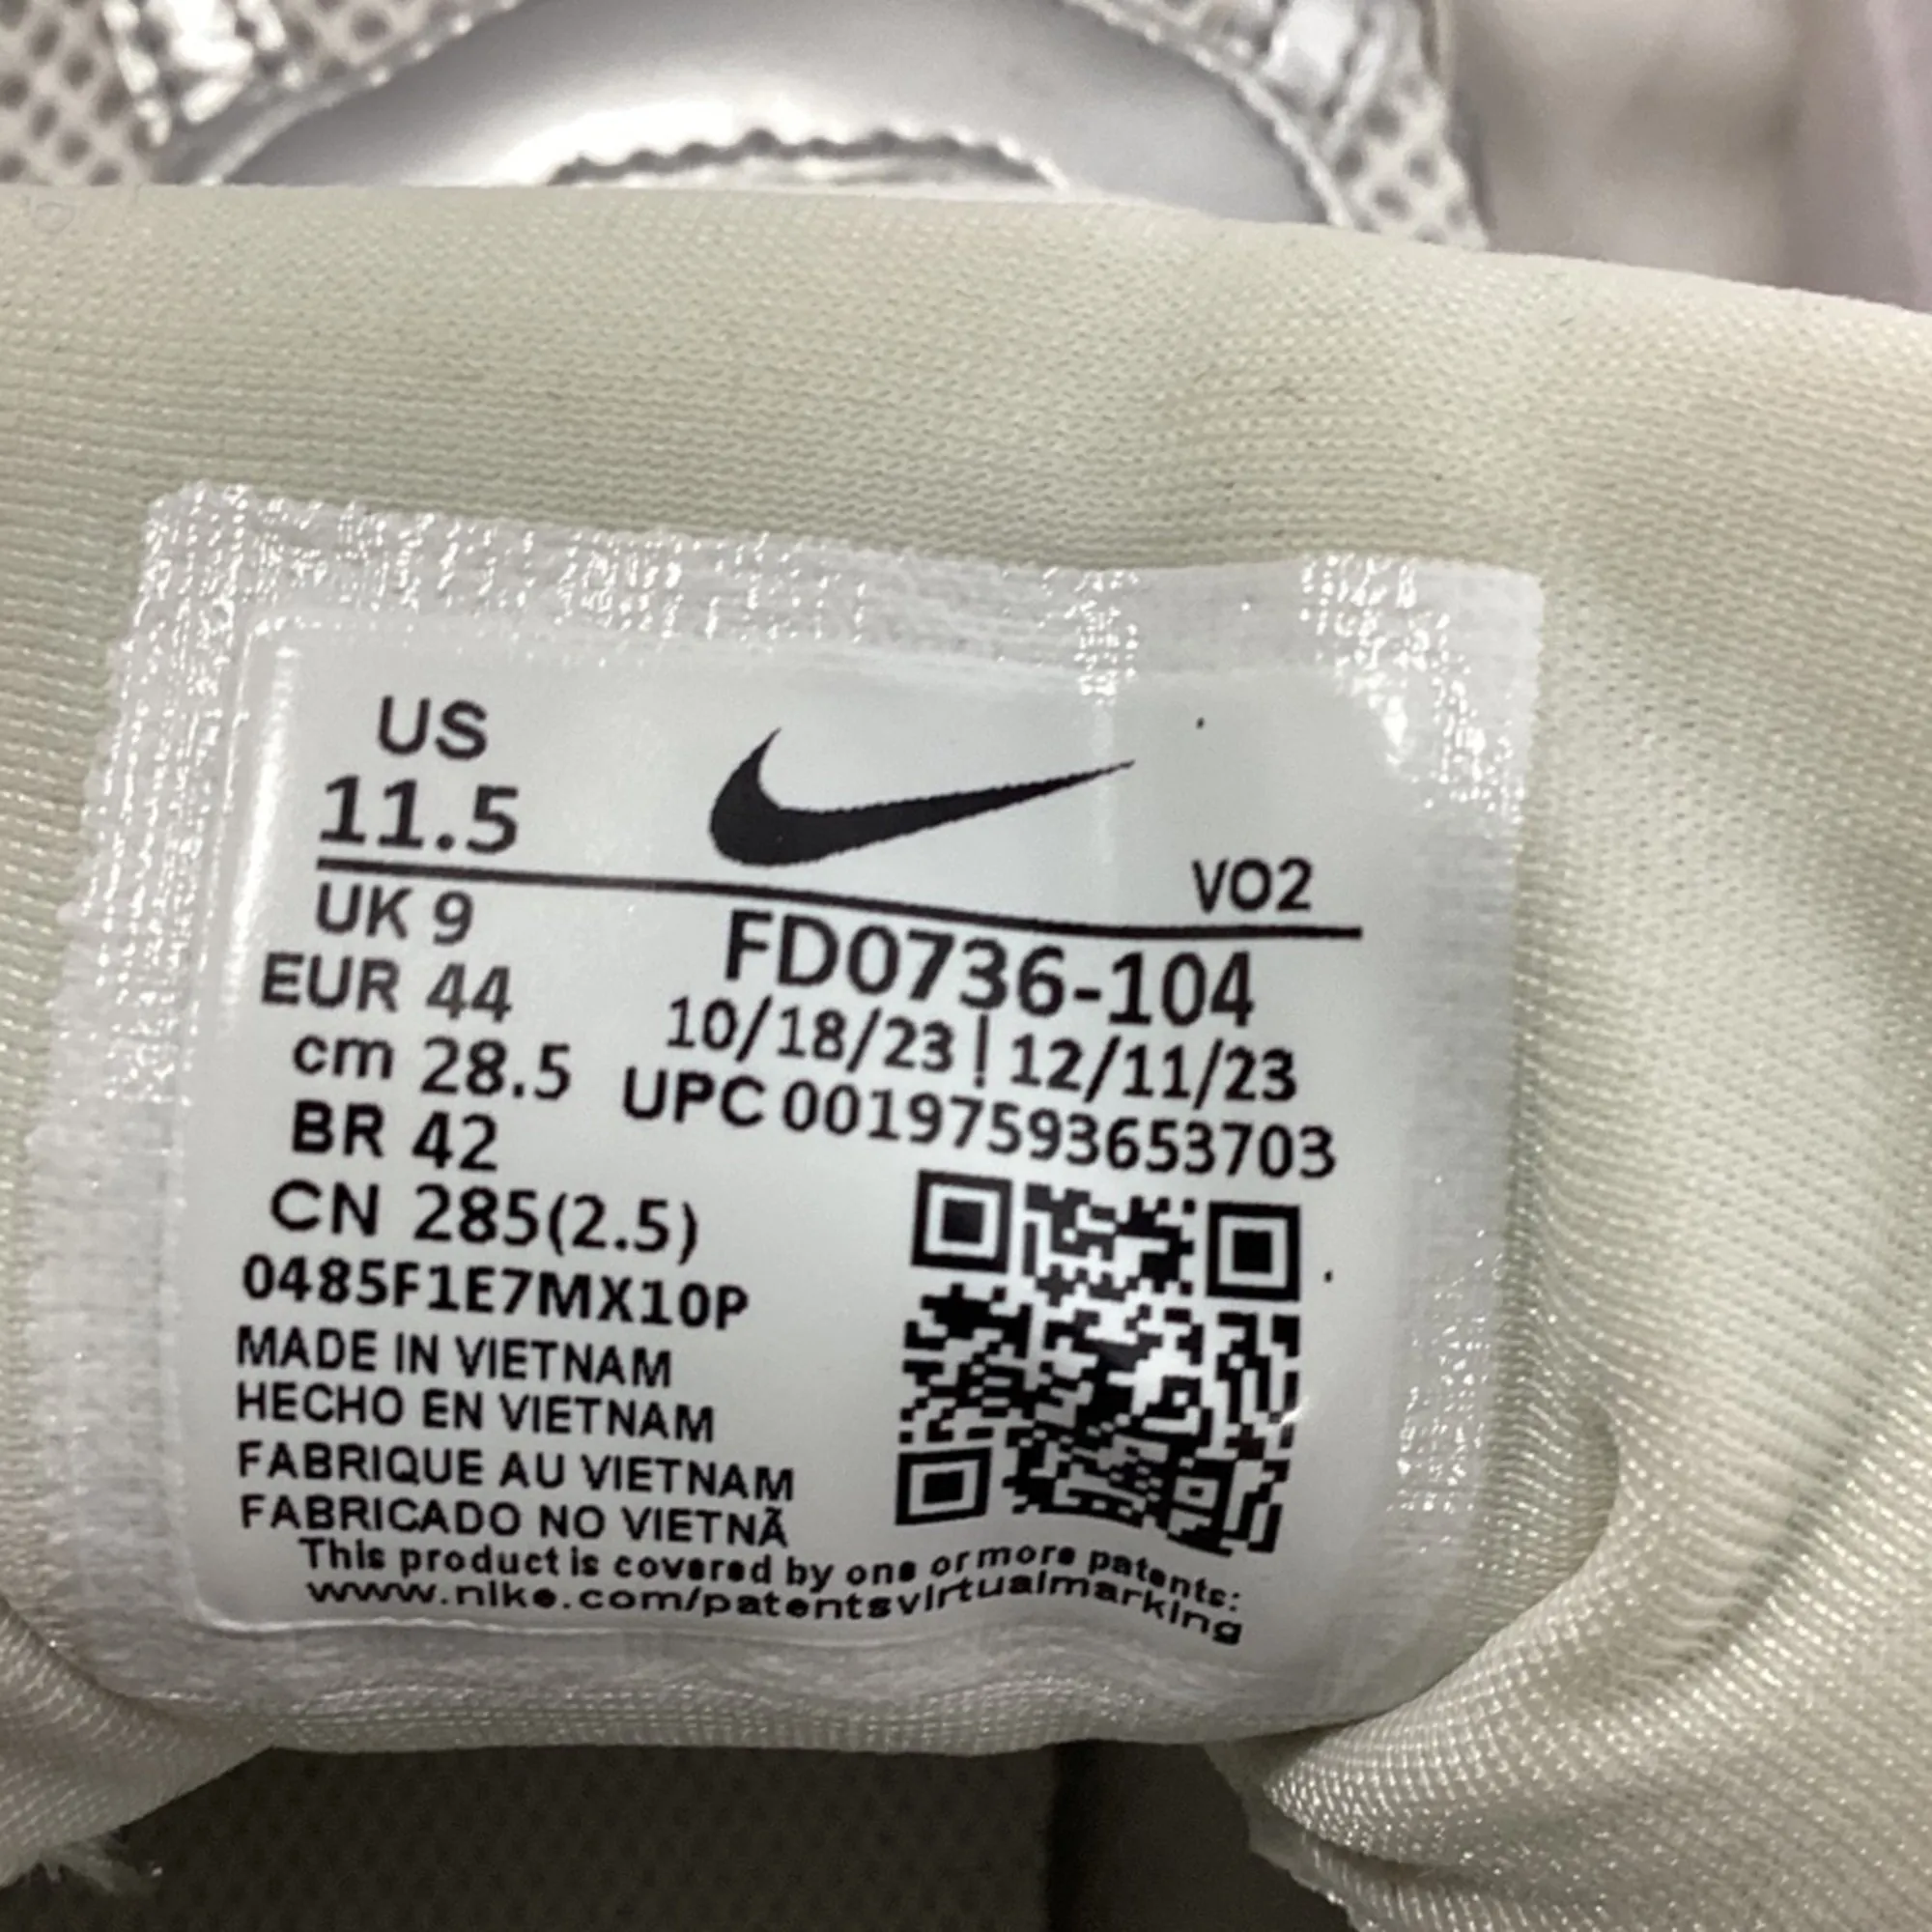 US
11.5
VO2
UK 9
FD0736-104
EUR 44
10/18/23 | 12/11/23
cm 28.5
UPC 00197593653703
BR 42
CN 285(2.5)
0485F1E7MX10P
MADE IN VIETNAM
HECHO EN VIETNAM
FABRIQUE AU VIETNAM
FABRICADO NO VIETNÃ
This product is covered by one or more patents:
www.nike.com/patentsvirtualmarking